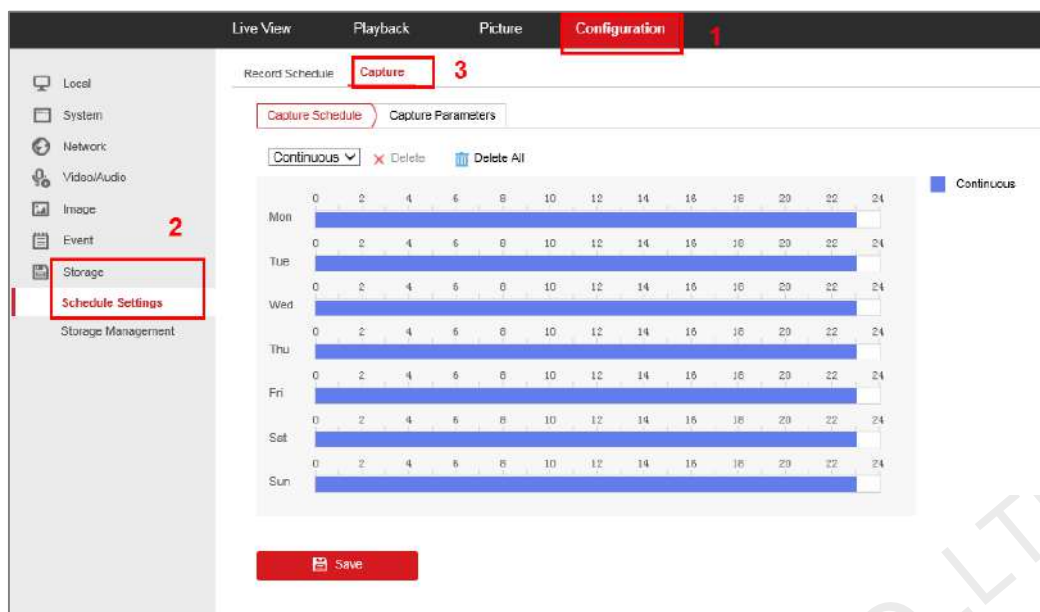 Live View Playback Picture Configuration 1
Record Schedule Capture 3
Local
System
Network
Video/Audio
Image
Event 2
Storage
Schedule Settings
Storage Management
Capture Schedule Capture Parameters
Continuous Delete Delete All
Continuous
0 2 4 6 8 10 12 14 16 18 20 22 24
Mon
0 2 4 6 8 10 12 14 16 18 20 22 24
Tue
0 2 4 6 8 10 12 14 16 18 20 22 24
Wed
0 2 4 6 8 10 12 14 16 18 20 22 24
Thu
0 2 4 6 8 10 12 14 16 18 20 22 24
Fri
0 2 4 6 8 10 12 14 16 18 20 22 24
Sat
0 2 4 6 8 10 12 14 16 18 20 22 24
Sun
Save